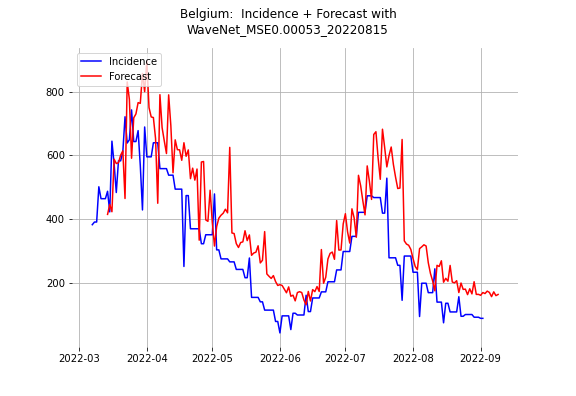 Belgium:  Incidence + Forecast with
WaveNet_MSE0.00053_20220815
Incidence
Forecast
800
600
400
200
2022-03
2022-04
2022-05
2022-06
2022-07
2022-08
2022-09